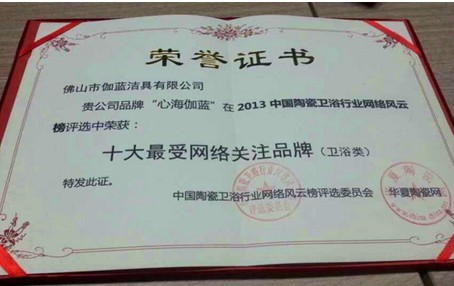 荣誉证书
佛山市伽蓝洁具有限公司
贵公司品牌“心海伽蓝”在2013中国陶瓷卫浴行业网络风云
榜评选中荣获：
十大最受网络关注品牌（卫浴类）
特发此证。
中国陶瓷卫浴行业网络风云榜评选委员会 华夏陶瓷网